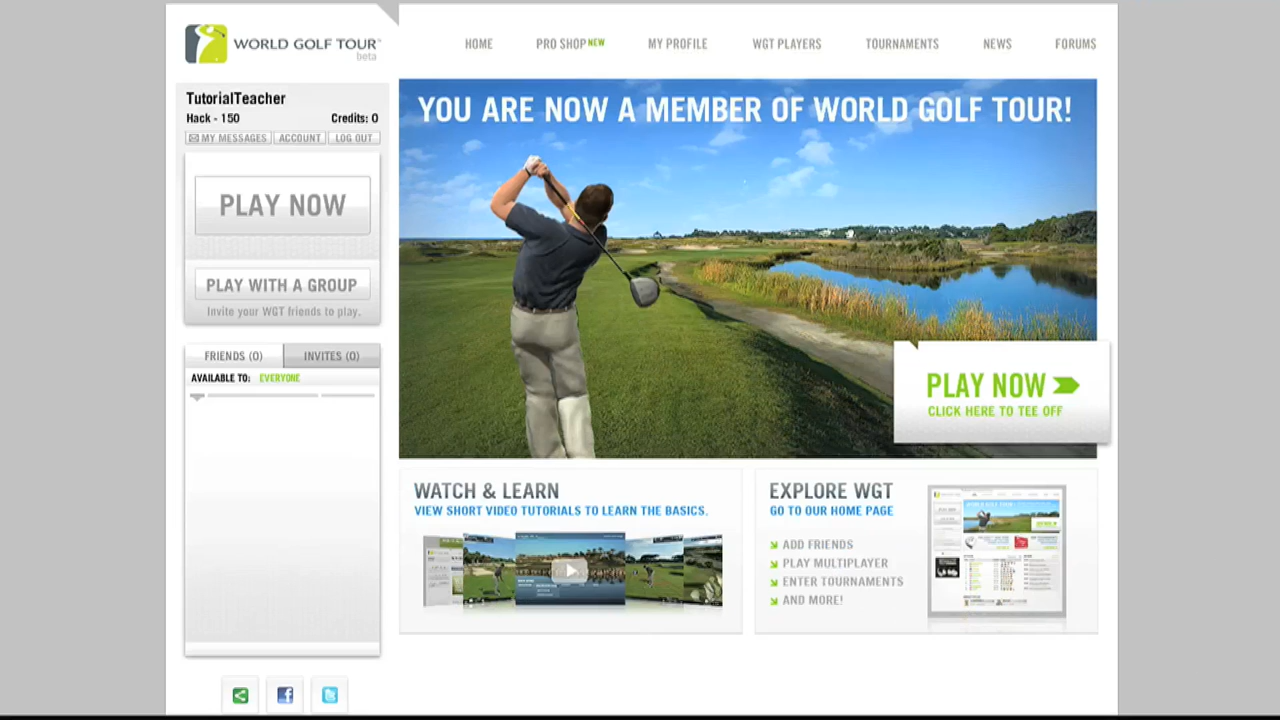 WORLD GOLF TOUR
beta
HOME
PRO SHOP NEW
MY PROFILE
WGT PLAYERS
TOURNAMENTS
NEWS
FORUMS
TutorialTeacher
Hack - 150
Credits: 0
MY MESSAGES
ACCOUNT
LOG OUT
PLAY NOW
PLAY WITH A GROUP
Invite your WGT friends to play.
FRIENDS (0)
INVITES (0)
AVAILABLE TO: EVERYONE
YOU ARE NOW A MEMBER OF WORLD GOLF TOUR!
PLAY NOW
CLICK HERE TO TEE OFF
WATCH & LEARN
VIEW SHORT VIDEO TUTORIALS TO LEARN THE BASICS.
EXPLORE WGT
GO TO OUR HOME PAGE
ADD FRIENDS
PLAY MULTIPLAYER
ENTER TOURNAMENTS
AND MORE!